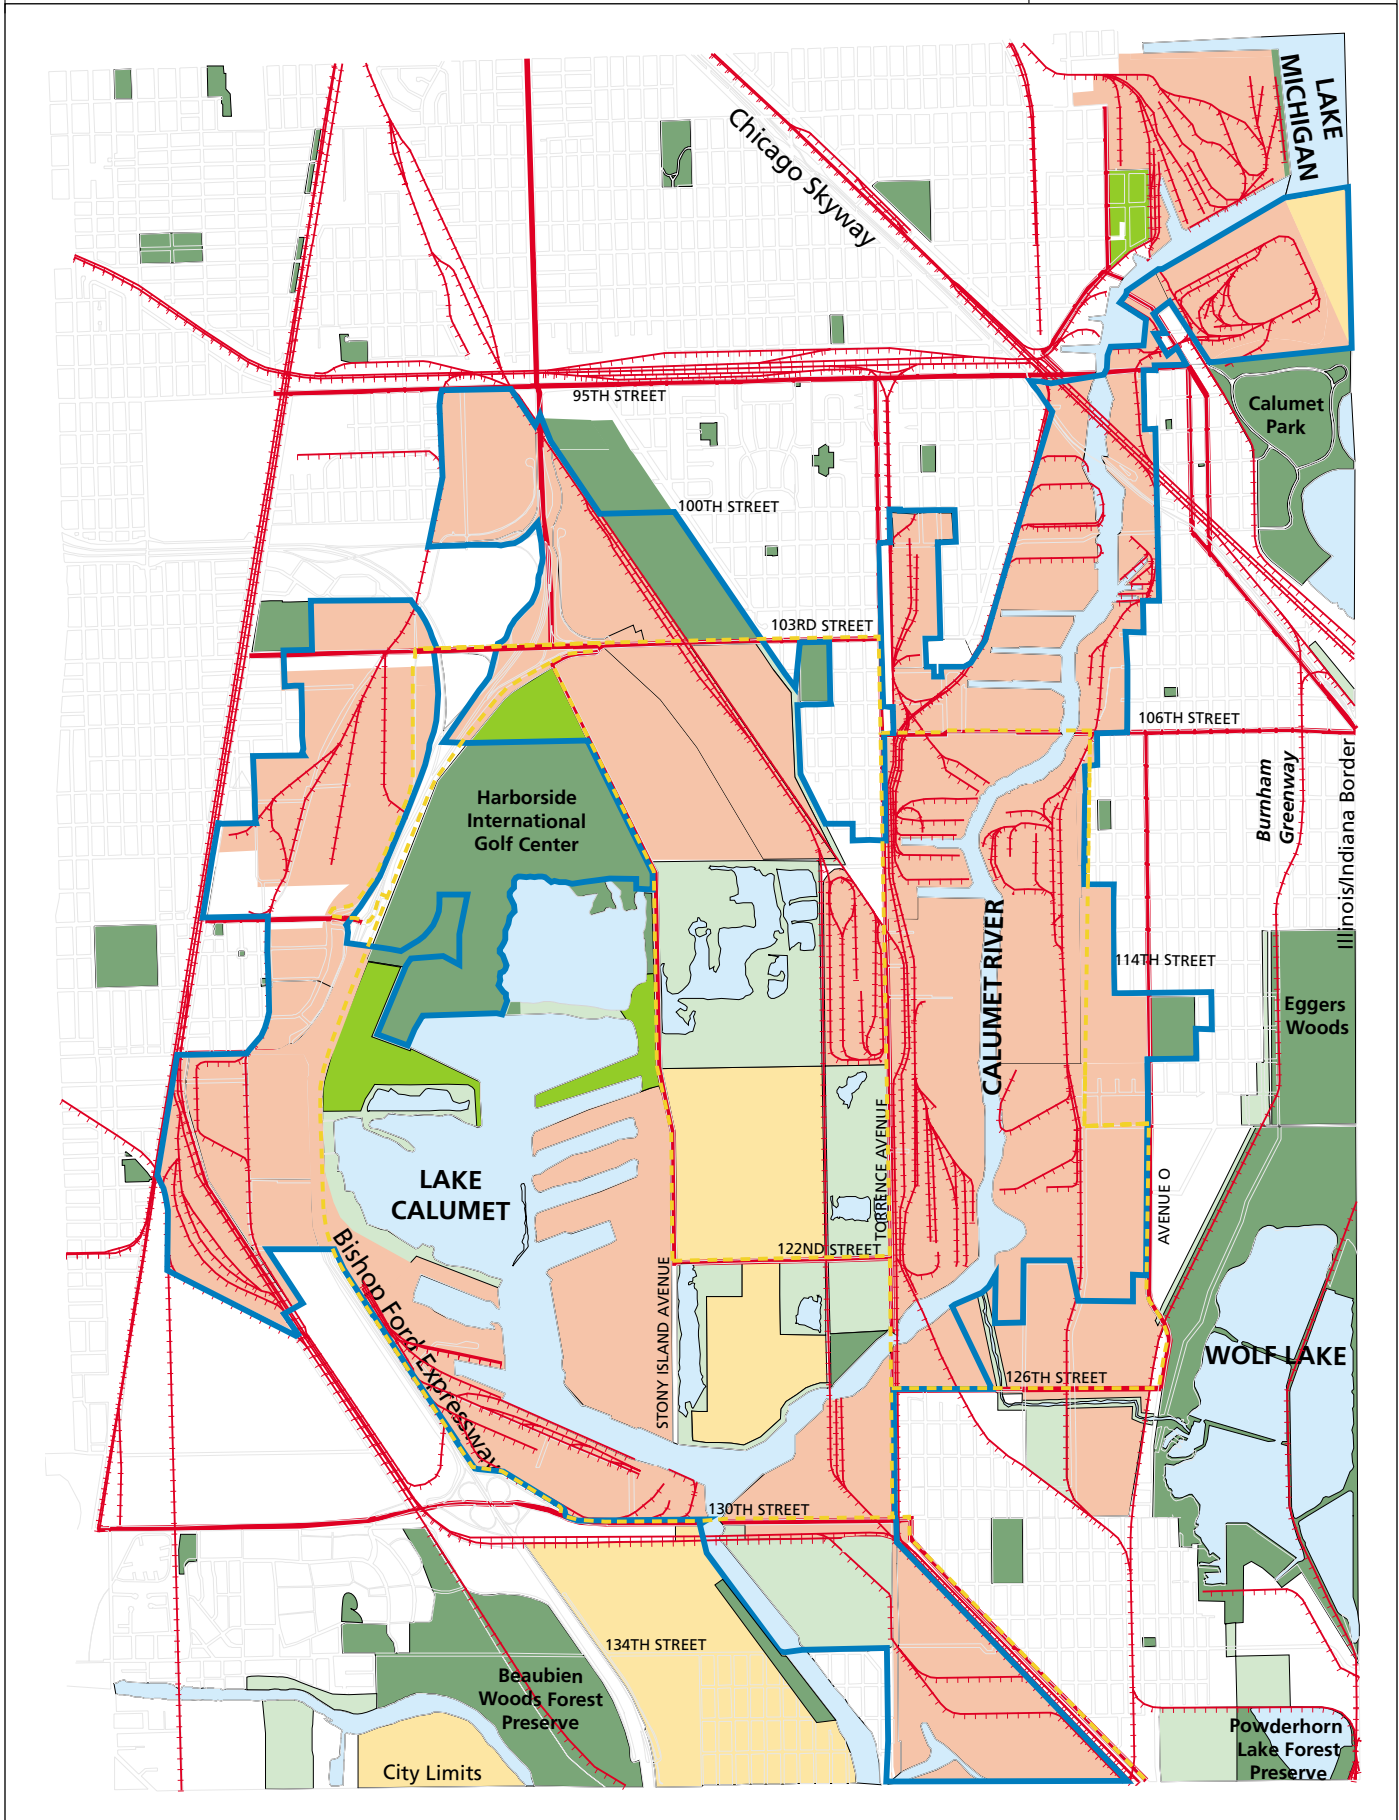 LAKE
MICHIGAN
Chicago Skyway
95TH STREET
Calumet
Park
100TH STREET
103RD STREET
106TH STREET
Harborside
International
Golf Center
Burnham
Greenway
Illinois/Indiana Border
CALUMET RIVER
114TH STREET
Eggers
Woods
TORRENCE AVENUE
LAKE
CALUMET
AVENUE O
122ND STREET
Bishop Ford Expressway
STONY ISLAND AVENUE
WOLF LAKE
126TH STREET
130TH STREET
134TH STREET
Beaubien
Woods Forest
Preserve
City Limits
Powderhorn
Lake Forest
Preserve